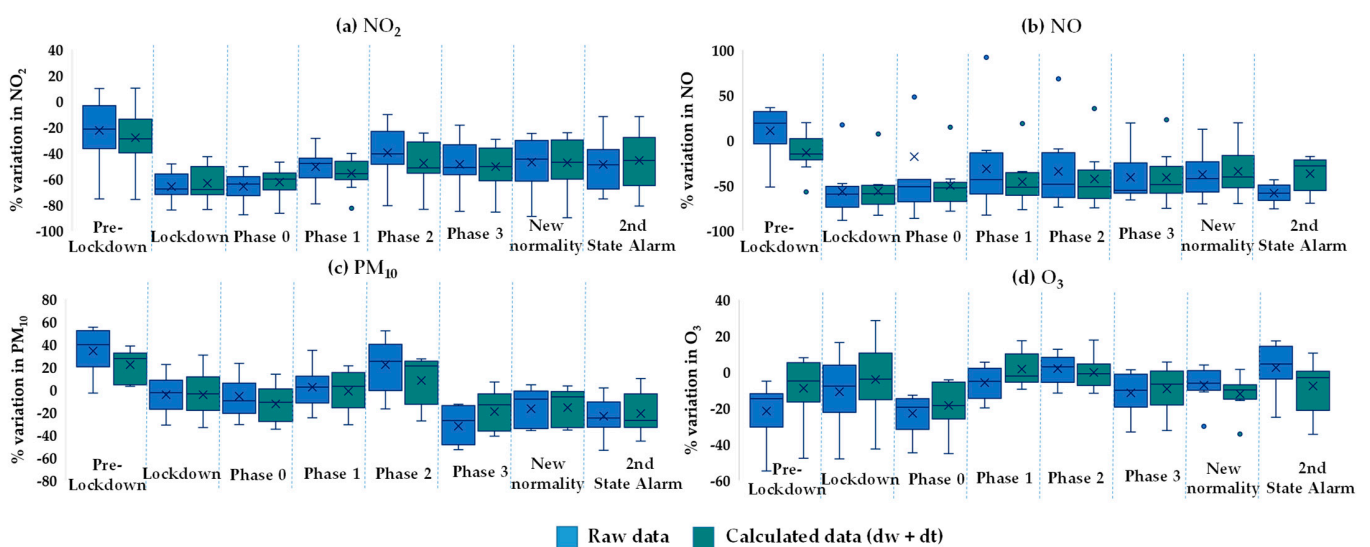 (a) NO₂
% variation in NO₂
40
20
0
-20
-40
-60
-80
-100
Pre-
Lockdown
Lockdown
Phase 0
Phase 1
Phase 2
Phase 3
New
normality
2nd
State Alarm
(b) NO
% variation in NO
100
50
0
-50
-100
Pre-
Lockdown
Lockdown
Phase 0
Phase 1
Phase 2
Phase 3
New
normality
2nd
State Alarm
(c) PM₁₀
% variation in PM₁₀
80
60
40
20
0
-20
-40
-60
-80
Pre-
Lockdown
Lockdown
Phase 0
Phase 1
Phase 2
Phase 3
New
normality
2nd
State Alarm
(d) O₃
% variation in O₃
40
20
0
-20
-40
-60
Pre-
Lockdown
Lockdown
Phase 0
Phase 1
Phase 2
Phase 3
New
normality
2nd
State Alarm
Raw data
Calculated data (dw + dt)